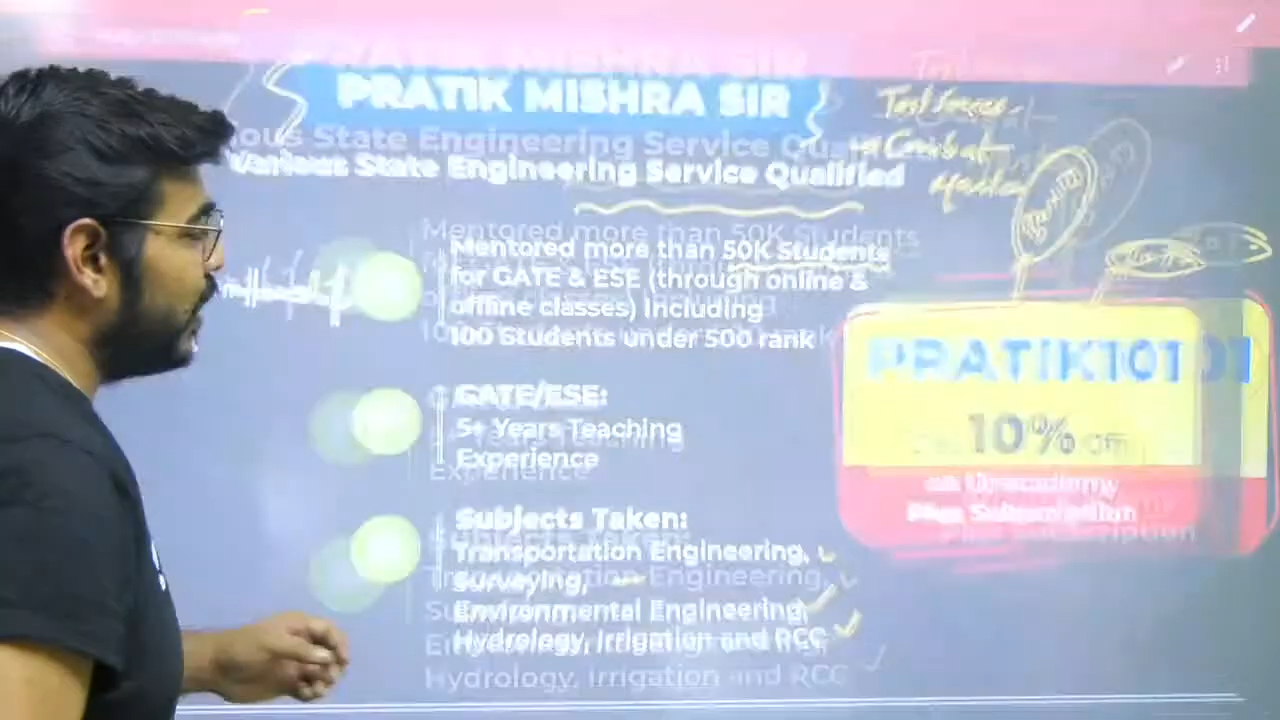 PRATIK MISHRA SIR
Various State Engineering Service Qualified
Mentored more than 50K Students
for GATE & ESE (through online &
offline classes) Including
100 Students under 500 rank
GATE/ESE:
5+ Years Teaching
Experience
Subjects Taken:
Transportation Engineering,
Surveying,
Environmental Engineering,
Hydrology, Irrigation and RCC
Combat
PRATIK101
10% Off
Unacademy
Plus Subscription